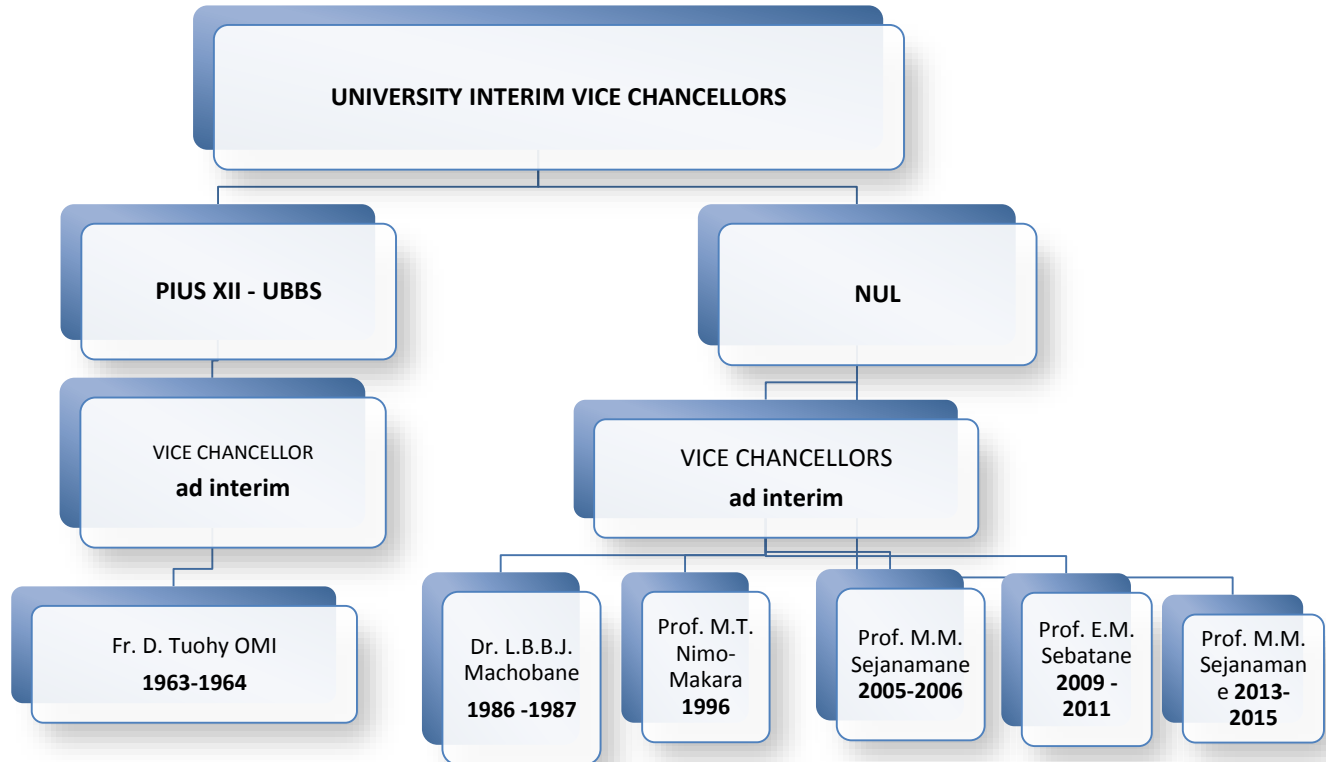 UNIVERSITY INTERIM VICE CHANCELLORS
PIUS XII - UBBS
NUL
VICE CHANCELLOR
ad interim
VICE CHANCELLORS
ad interim
Fr. D. Tuohy OMI
1963-1964
Dr. L.B.B.J.
Machobane
1986 -1987
Prof. M.T.
Nimo-
Makara
1996
Prof. M.M.
Sejanamane
2005-2006
Prof. E.M.
Sebatane
2009 -
2011
Prof. M.M.
Sejanaman
e 2013-
2015